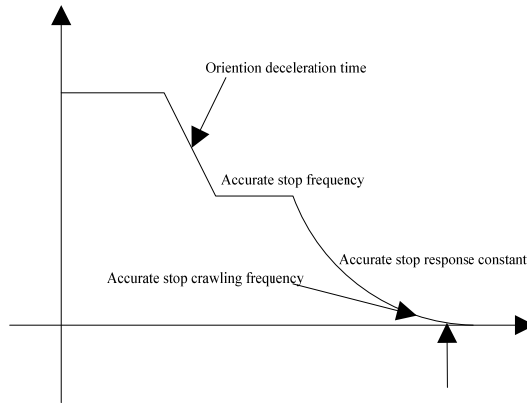 Oriention deceleration time
Accurate stop frequency
Accurate stop response constant
Accurate stop crawling frequency